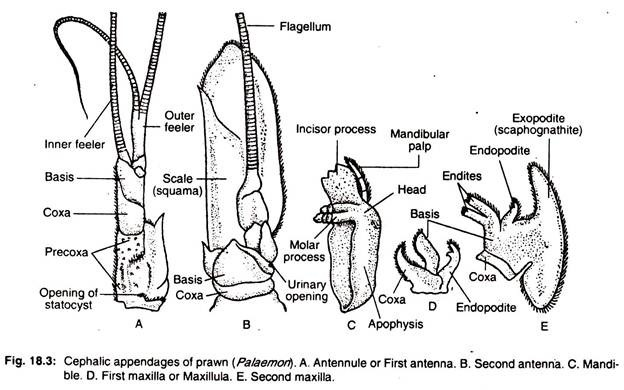 Flagellum
Outer
feeler
Inner feeler
Basis
Coxa
Precoxa
Opening of
statocyst
A
Scale
(squama)
Basis
Coxa
Urinary
opening
B
Incisor process
Mandibular
palp
Head
Molar
process
Apophysis
C
Basis
Coxa
Endopodite
D
Exopodite
(scaphognathite)
Endopodite
Endites
Coxa
E
Fig. 18.3: Cephalic appendages of prawn (Palaemon). A. Antennule or First antenna. B. Second antenna. C. Mandi-
ble. D. First maxilla or Maxillula. E. Second maxilla.